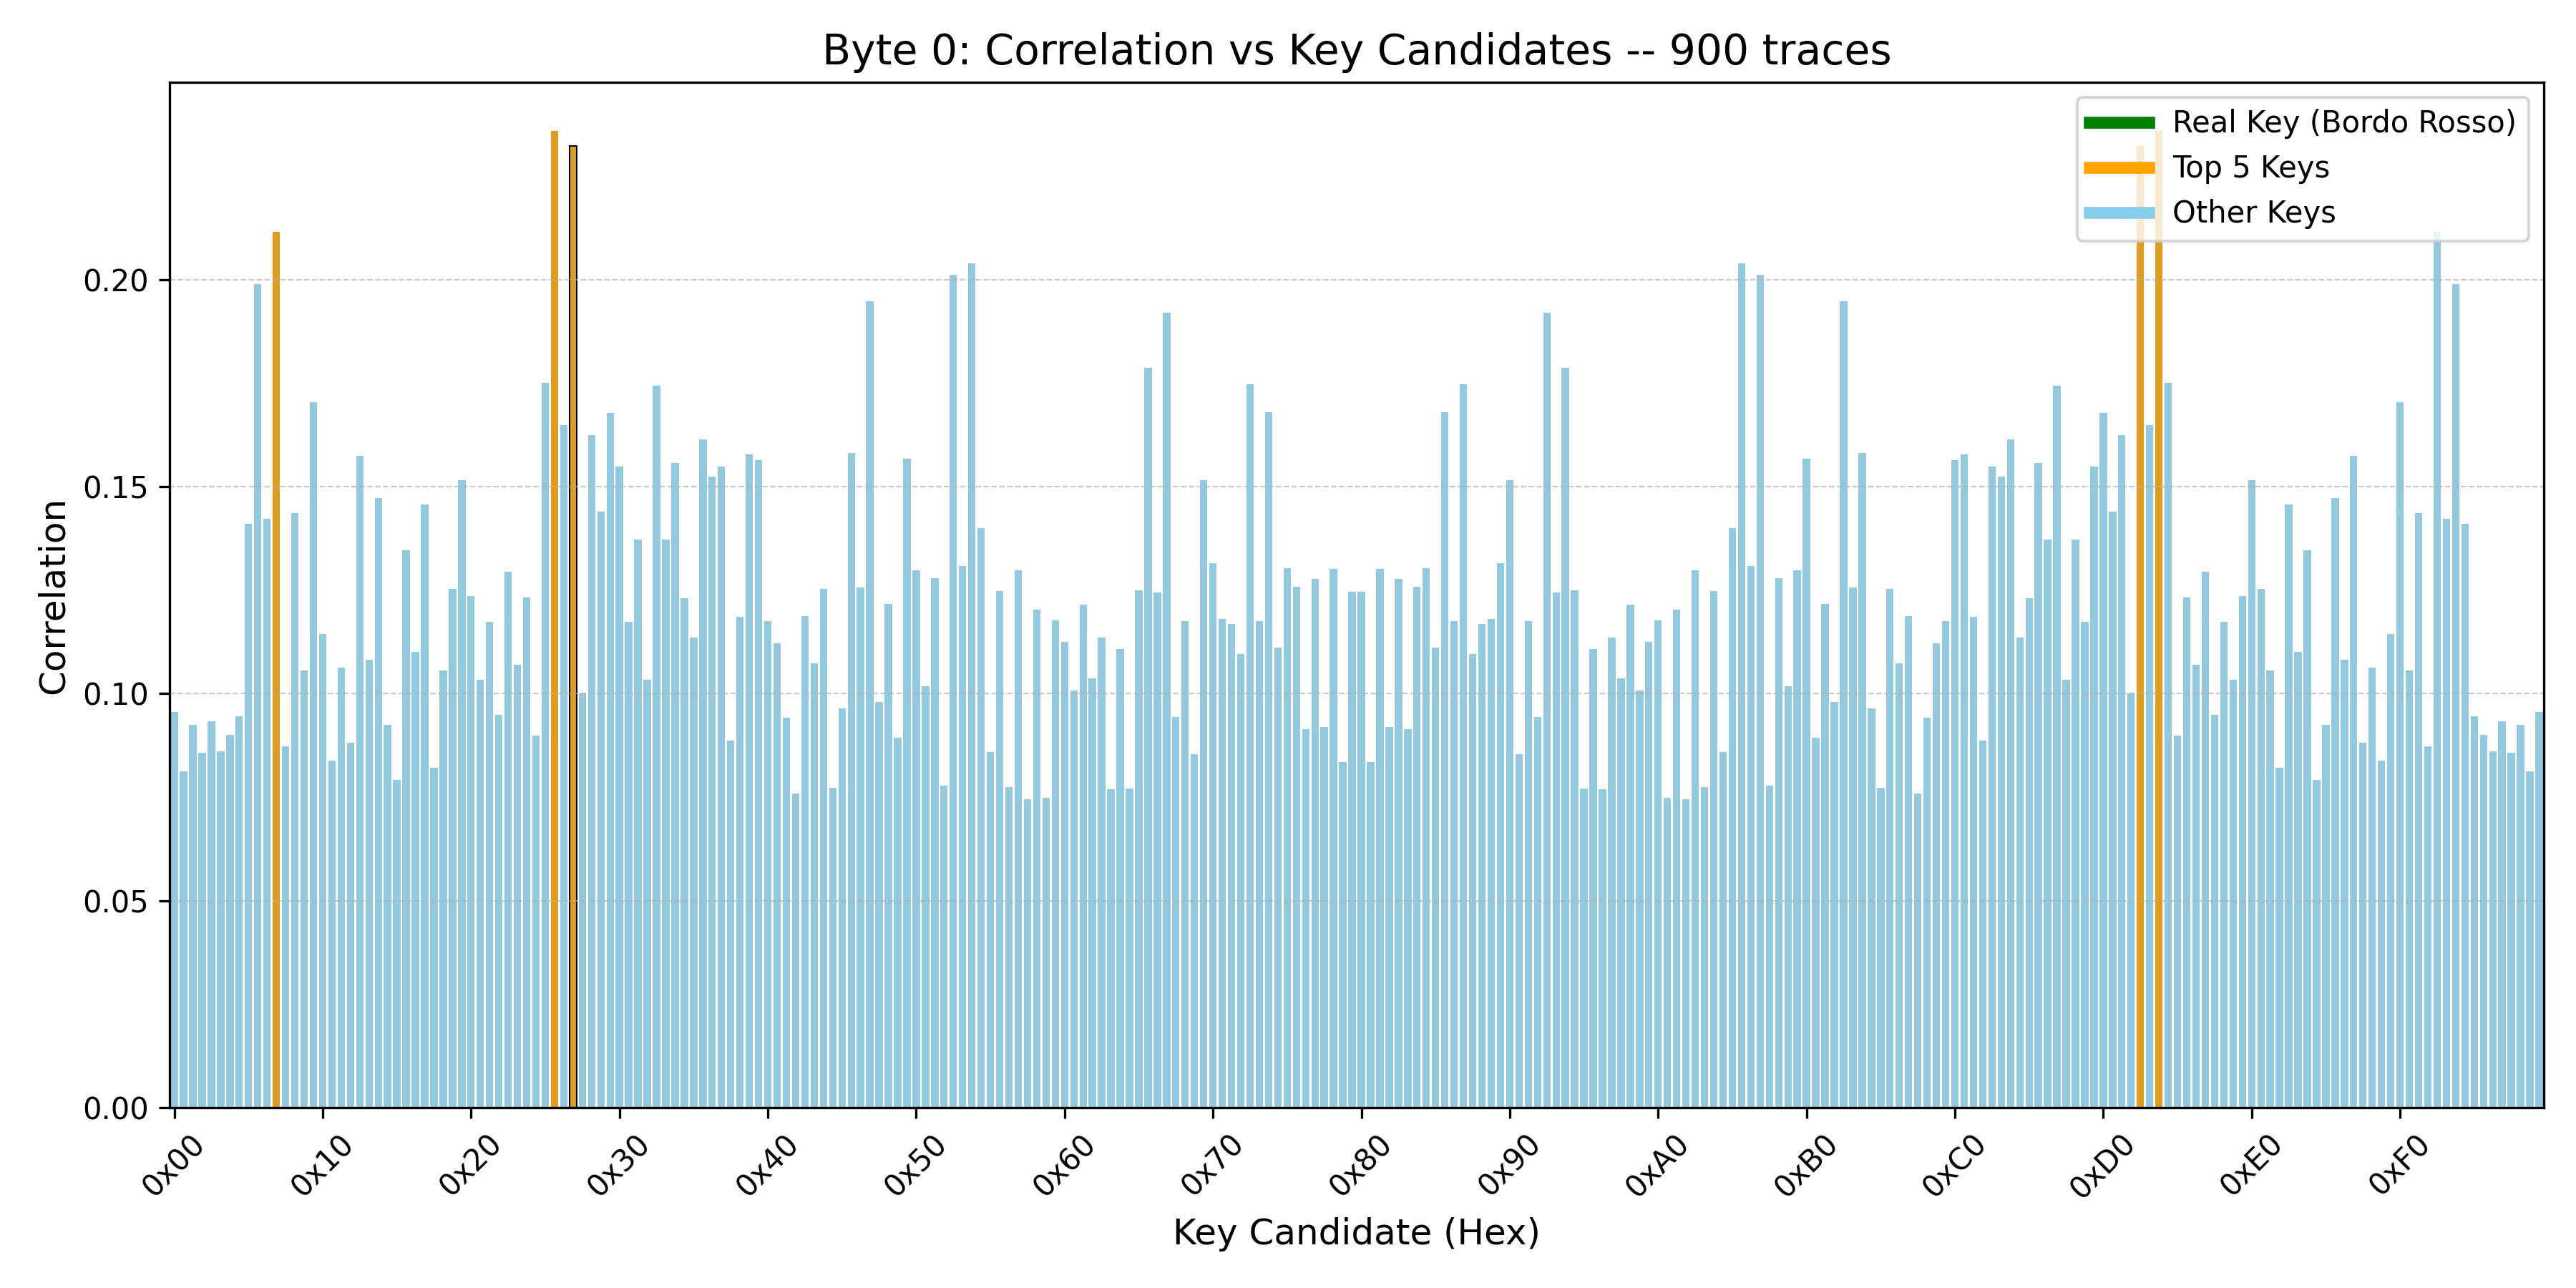 Byte 0: Correlation vs Key Candidates -- 900 traces
Real Key (Bordo Rosso)
Top 5 Keys
Other Keys
Correlation
0.20
0.15
0.10
0.05
0.00
0x00 0x10 0x20 0x30 0x40 0x50 0x60 0x70 0x80 0x90 0xA0 0xB0 0xC0 0xD0 0xE0 0xF0
Key Candidate (Hex)